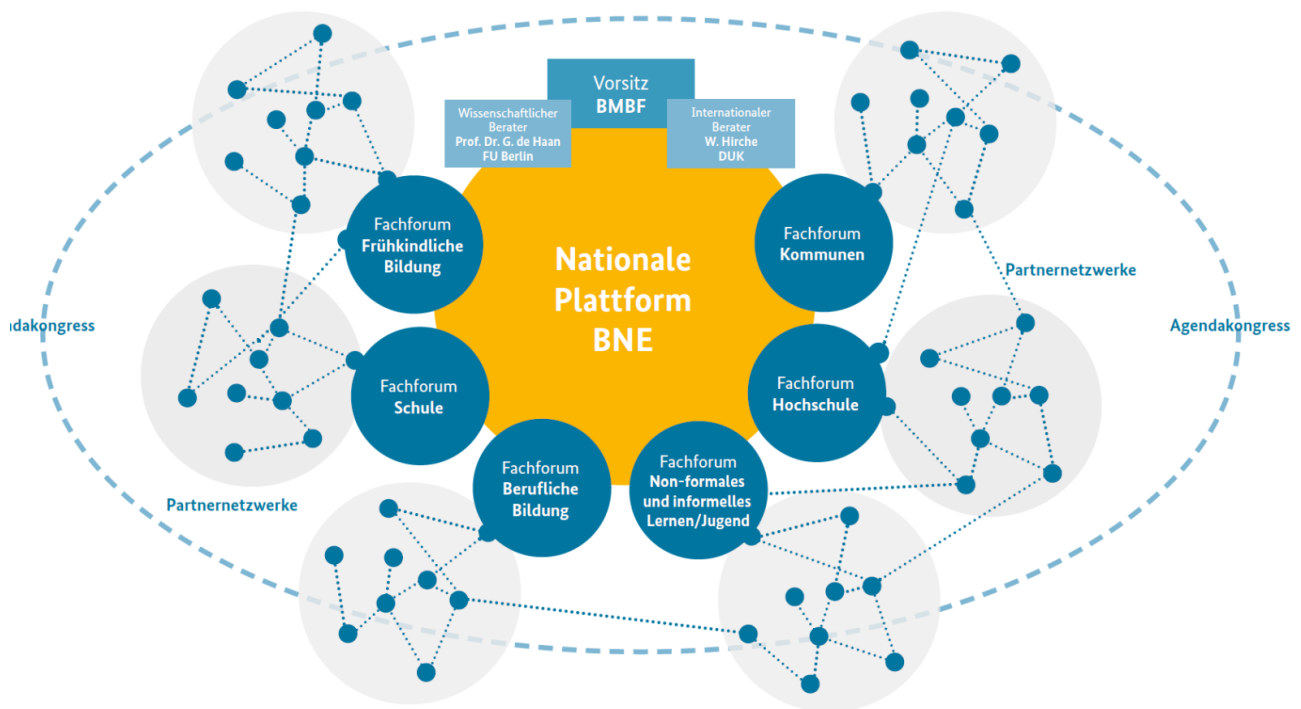 Vorsitz
BMBF
Wissenschaftlicher
Berater
Prof. Dr. G. de Haan
FU Berlin
Internationaler
Berater
W. Hirche
DUK
Nationale
Plattform
BNE
Fachforum
Frühkindliche
Bildung
Fachforum
Kommunen
Partnernetzwerke
ndakongress
Agendakongress
Fachforum
Schule
Fachforum
Hochschule
Fachforum
Berufliche
Bildung
Fachforum
Non-formales
und informelles
Lernen/Jugend
Partnernetzwerke